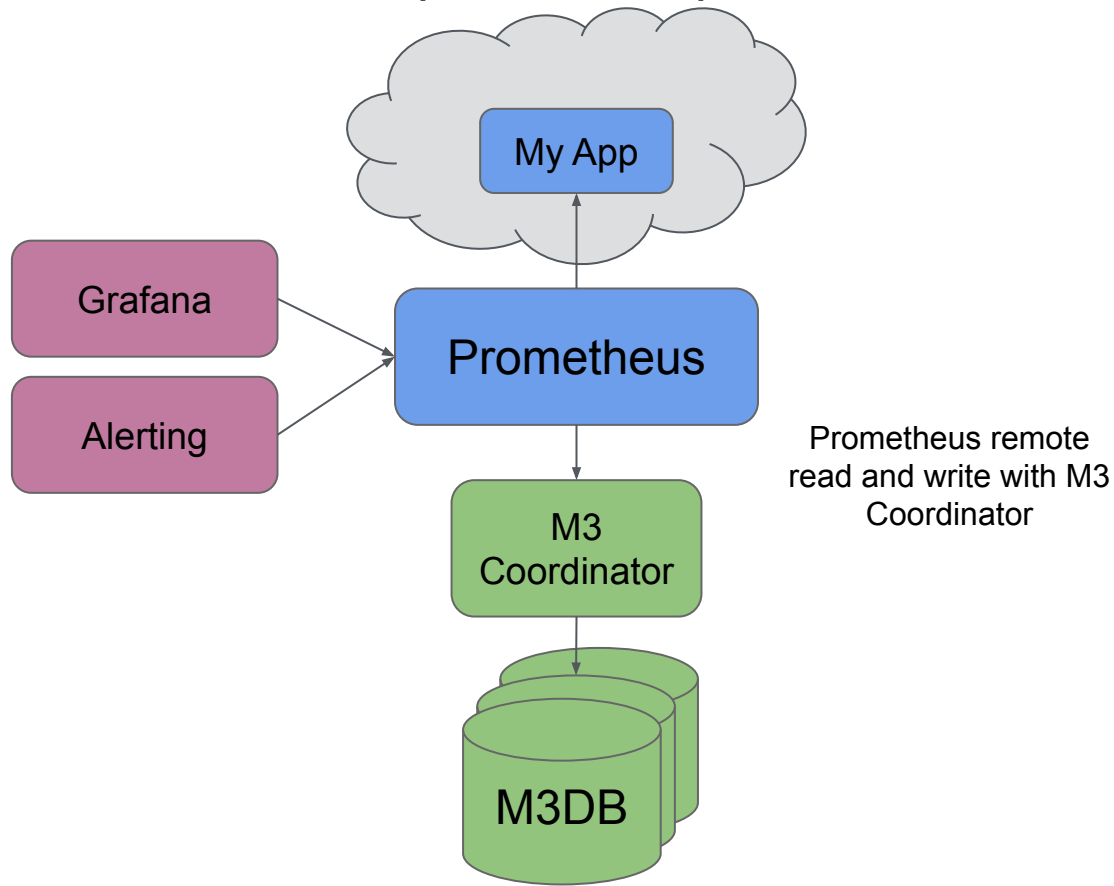 My App
Grafana
Prometheus
Alerting
Prometheus remote
read and write with M3
Coordinator
M3
Coordinator
M3DB